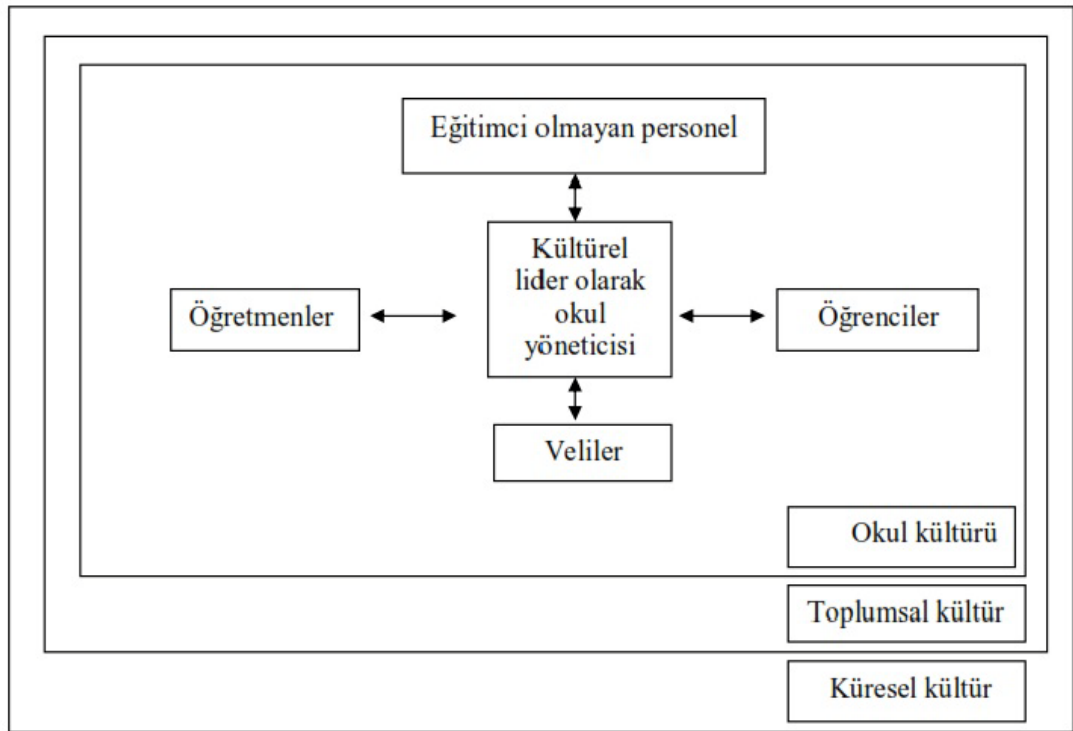 Eğitimci olmayan personel
Kültürel
lider olarak
okul
yöneticisi
Öğretmenler
Öğrenciler
Veliler
Okul kültürü
Toplumsal kültür
Küresel kültür